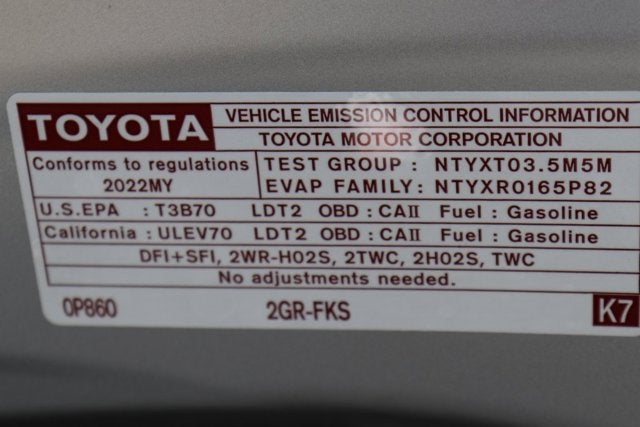 TOYOTA
VEHICLE EMISSION CONTROL INFORMATION
TOYOTA MOTOR CORPORATION
Conforms to regulations
2022MY
TEST GROUP : NTYXT03.5M5M
EVAP FAMILY: NTYXR0165P82
U.S.EPA : T3B70 LDT2 OBD : CAII Fuel : Gasoline
California : ULEV70 LDT2 OBD : CAII Fuel : Gasoline
DFI+SFI, 2WR-HO2S, 2TWC, 2HO2S, TWC
No adjustments needed.
0P860 2GR-FKS K7